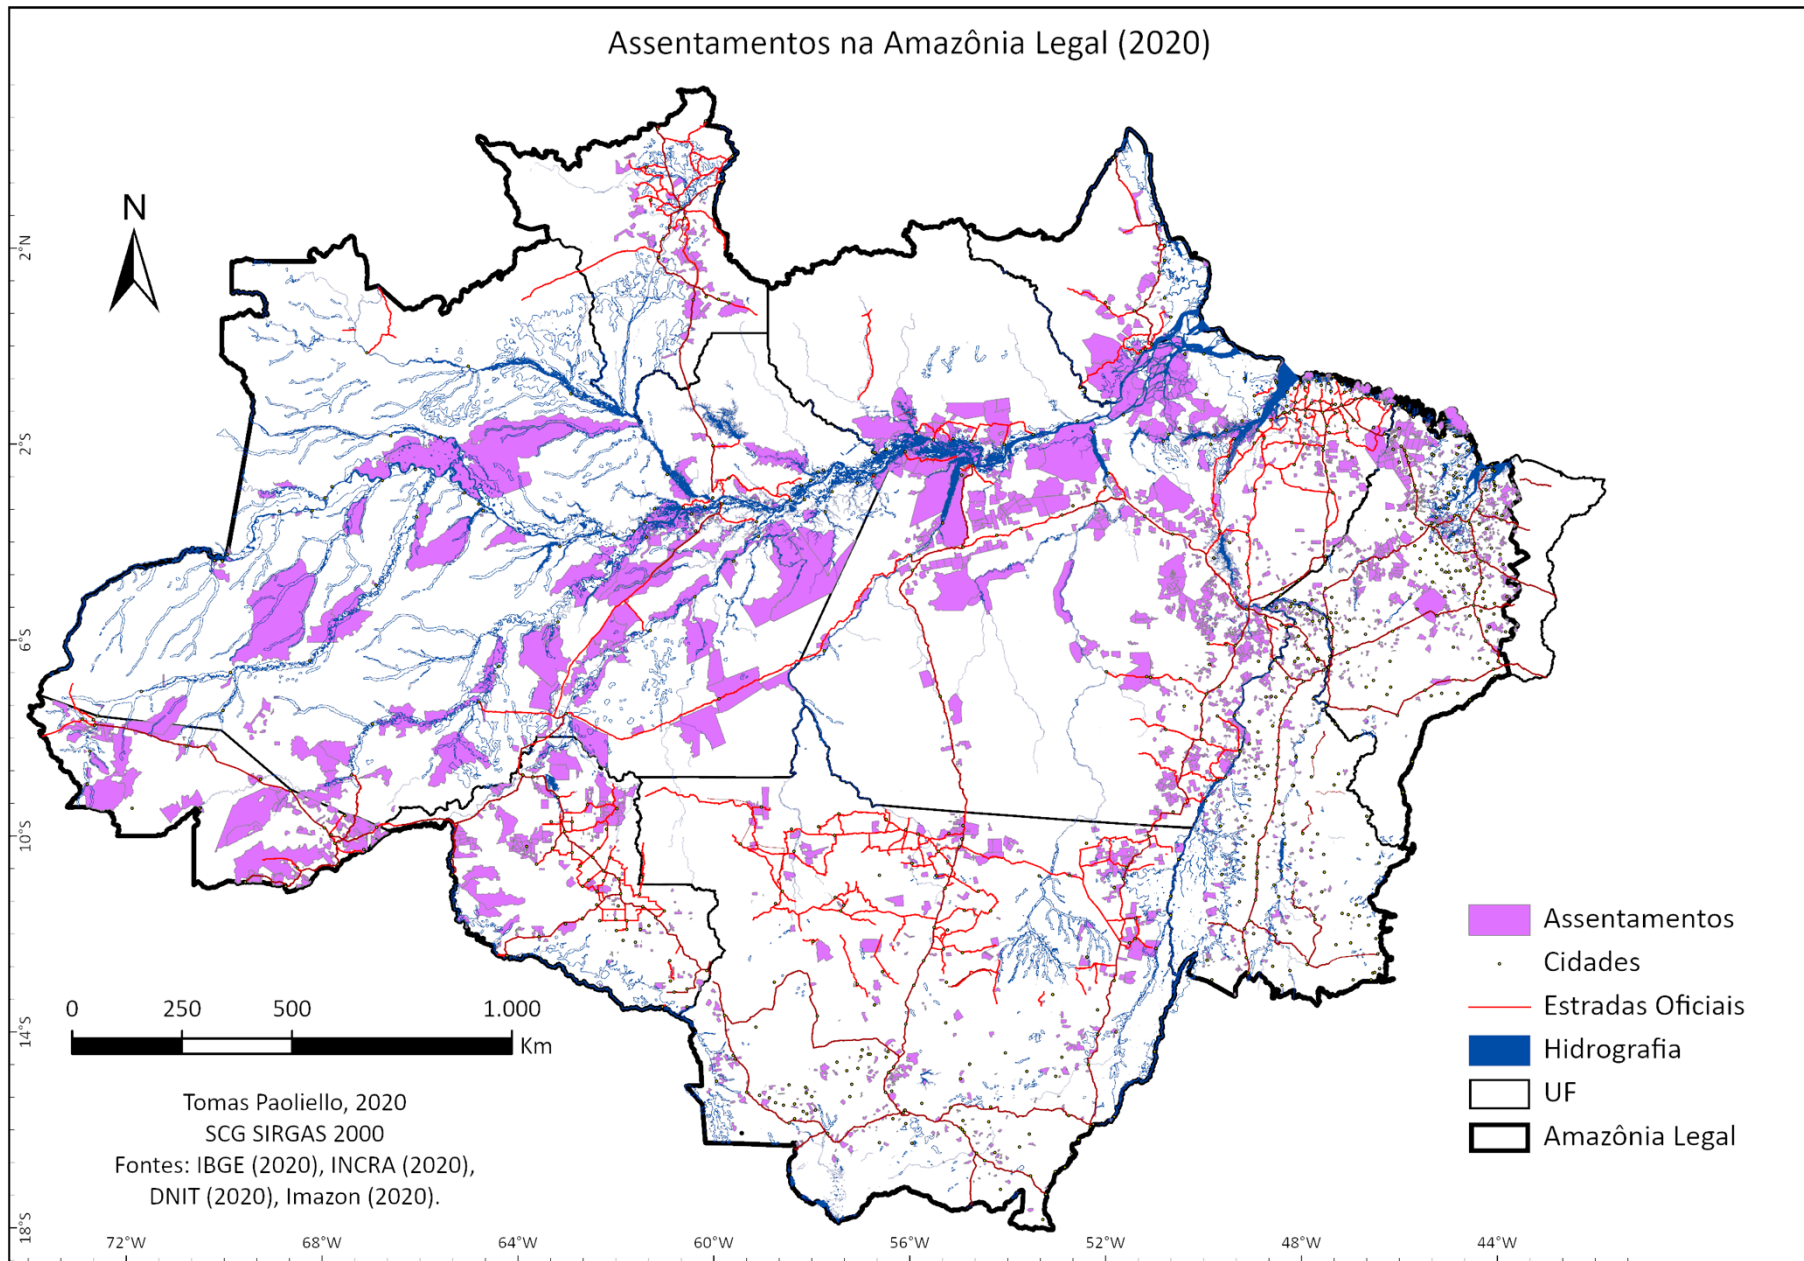 Assentamentos na Amazônia Legal (2020)
N
2°N
2°S
6°S
10°S
14°S
18°S
Assentamentos
Cidades
Estradas Oficiais
Hidrografia
UF
Amazônia Legal
0 250 500 1.000
Km
Tomas Paoliello, 2020
SCG SIRGAS 2000
Fontes: IBGE (2020), INCRA (2020),
DNIT (2020), Imazon (2020).
72°W 68°W 64°W 60°W 56°W 52°W 48°W 44°W